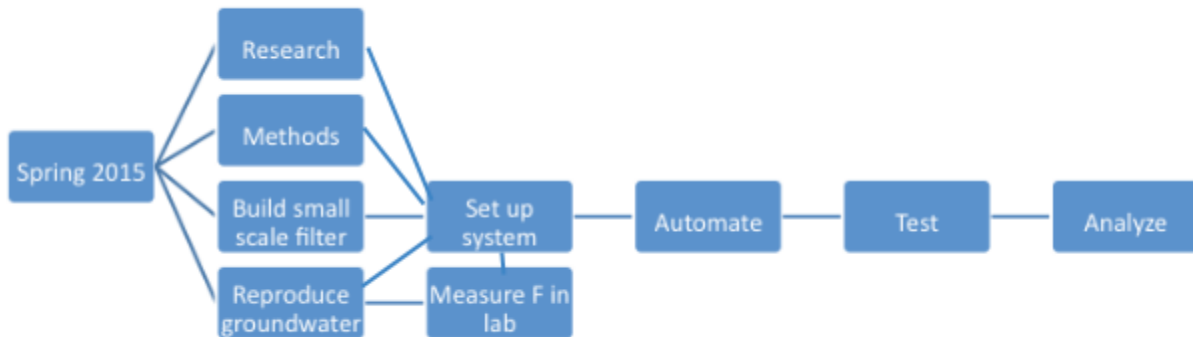 Spring 2015
Research
Methods
Build small
scale filter
Reproduce
groundwater
Set up
system
Measure F in
lab
Automate
Test
Analyze